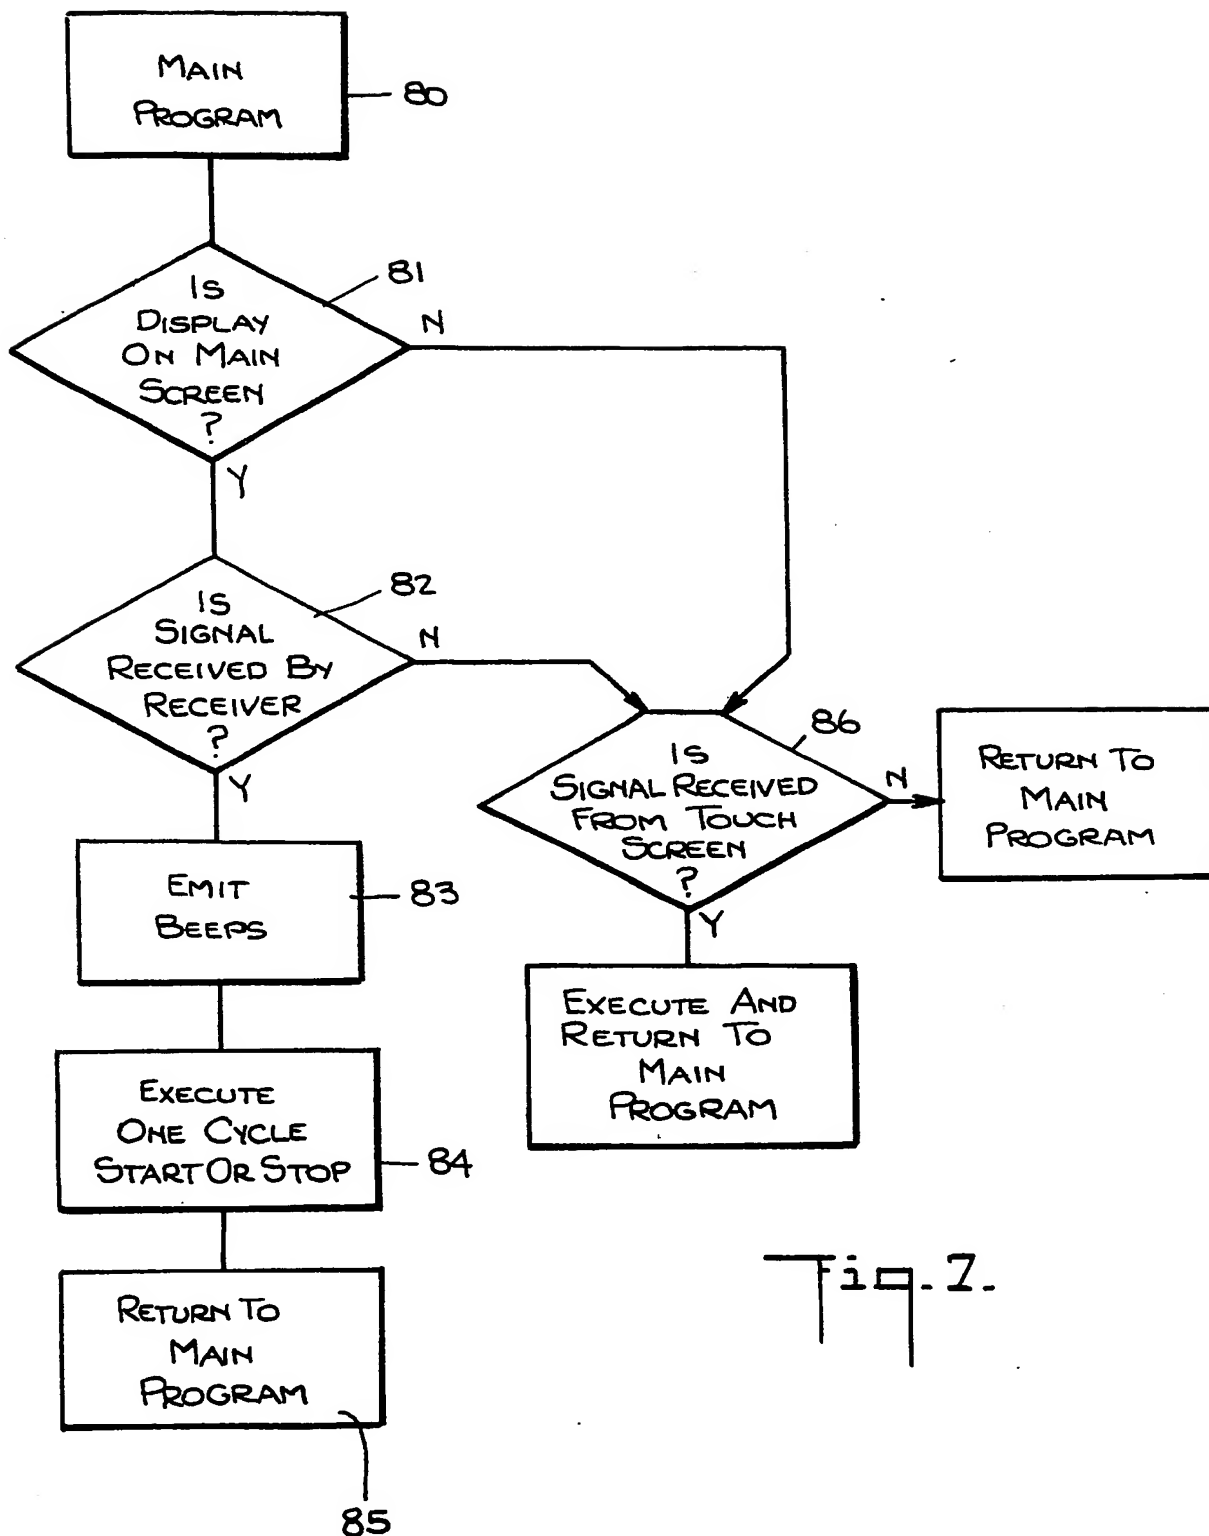 MAIN
PROGRAM
80
IS
DISPLAY
ON MAIN
SCREEN
?
81
N
Y
IS
SIGNAL
RECEIVED BY
RECEIVER
?
82
N
Y
IS
SIGNAL RECEIVED
FROM TOUCH
SCREEN
?
86
N
Y
RETURN TO
MAIN
PROGRAM
EMIT
BEEPS
83
EXECUTE AND
RETURN TO
MAIN
PROGRAM
EXECUTE
ONE CYCLE
START OR STOP
84
RETURN TO
MAIN
PROGRAM
85
Fig. 7.